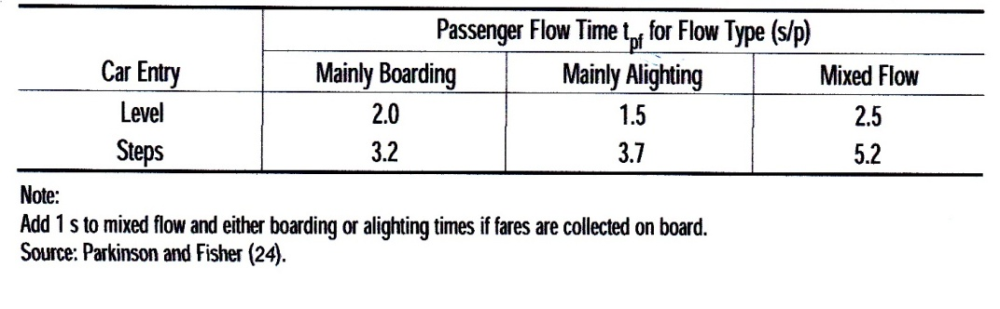 Passenger Flow Time tpf for Flow Type (s/p)
Car Entry Mainly Boarding Mainly Alighting Mixed Flow
Level 2.0 1.5 2.5
Steps 3.2 3.7 5.2
Note:
Add 1 s to mixed flow and either boarding or alighting times if fares are collected on board.
Source: Parkinson and Fisher (24).